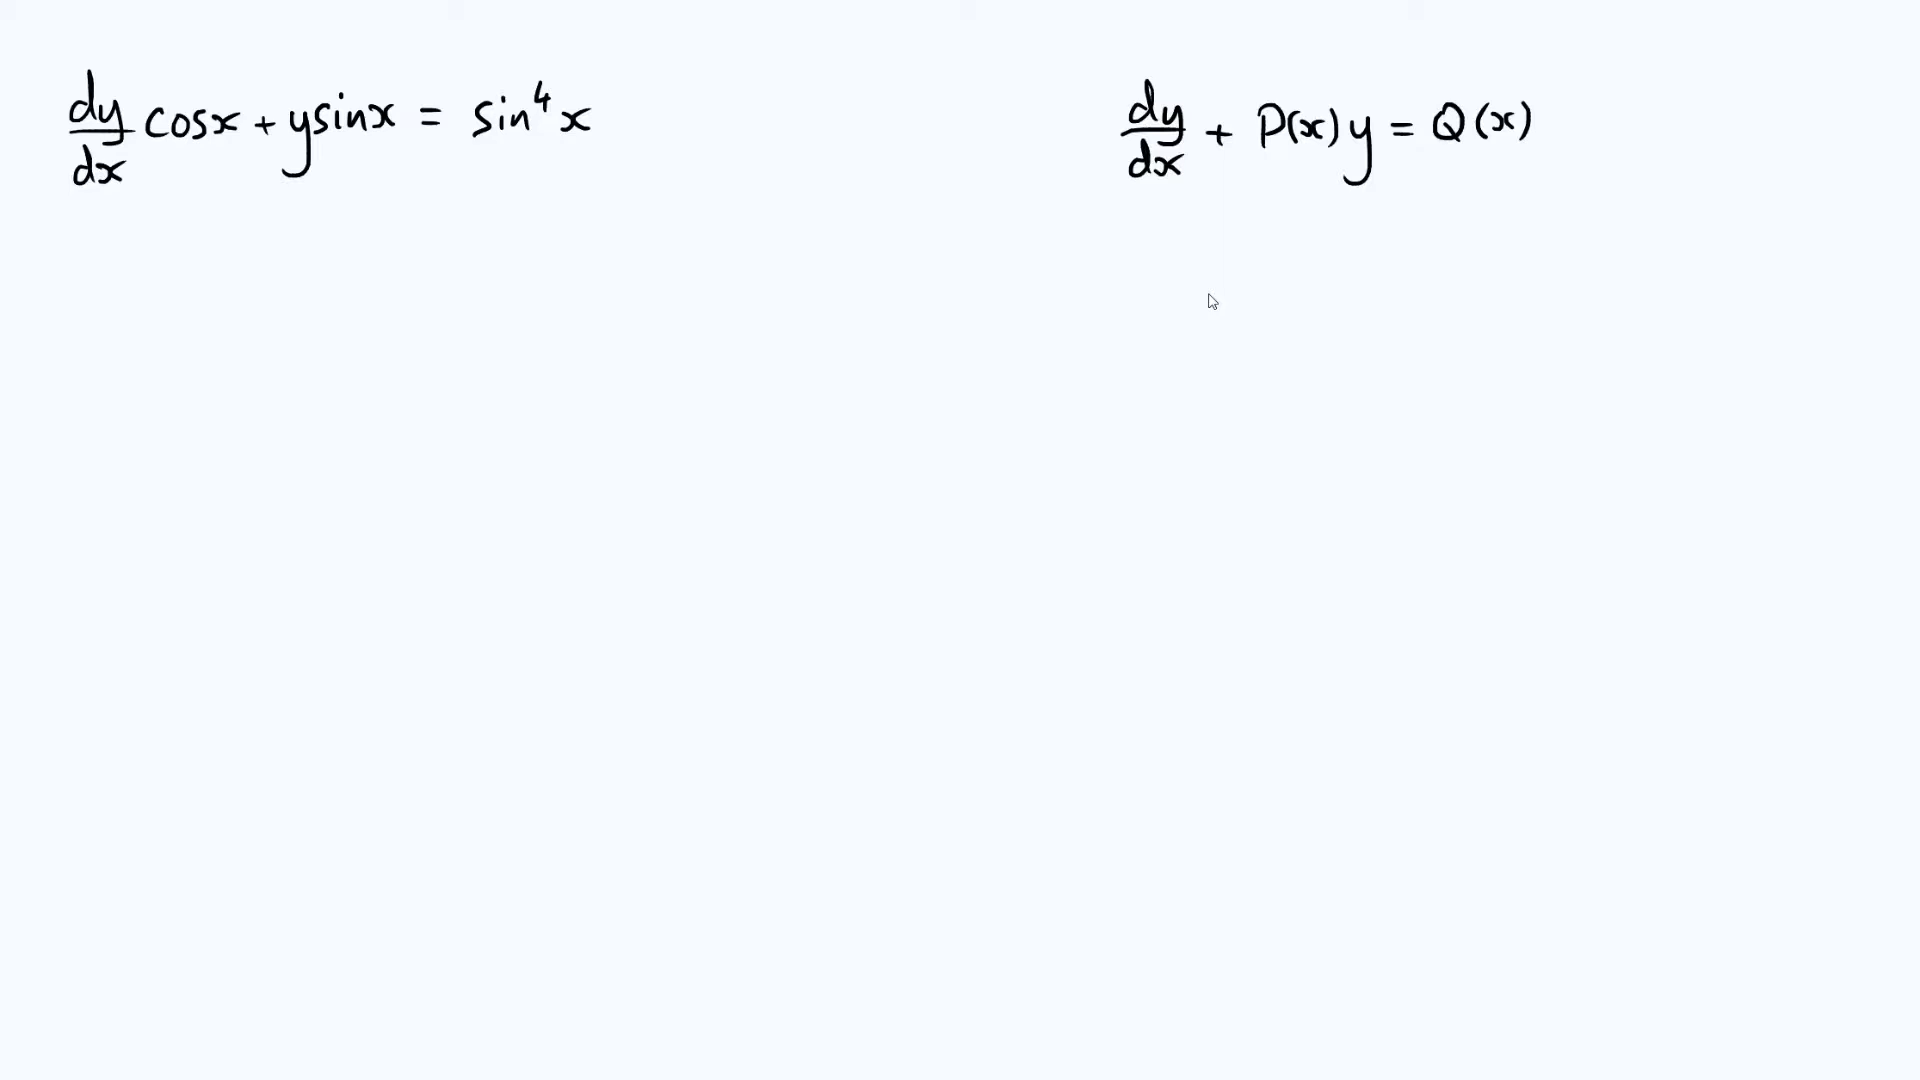 dy/dx cosx + ysinx = sin⁴x
dy/dx + P(x)y = Q(x)